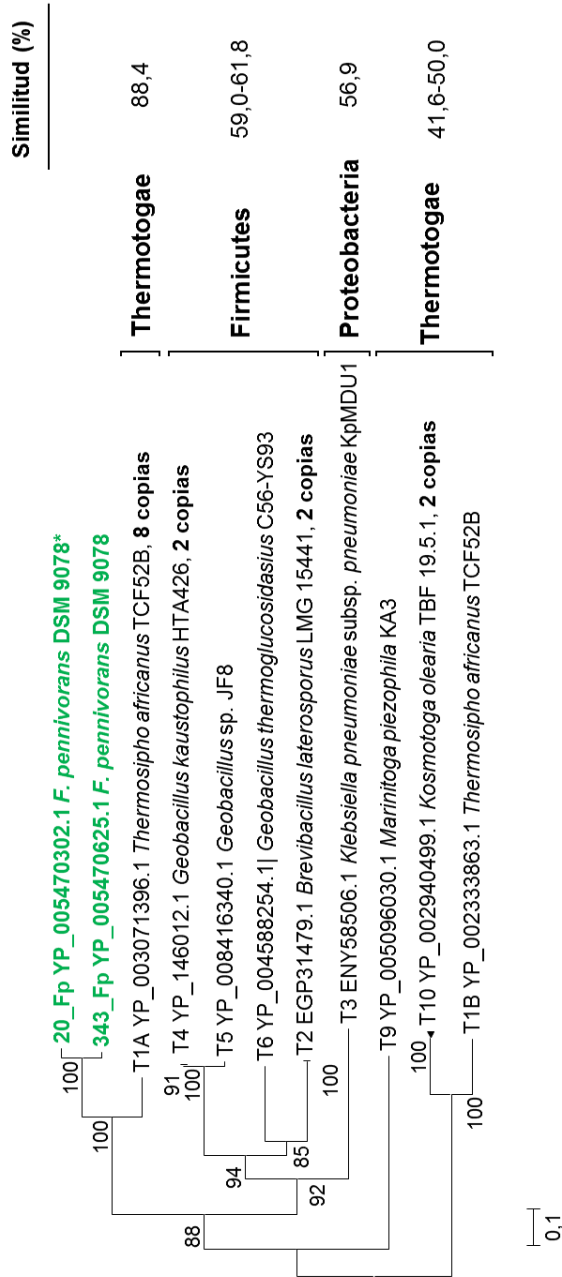 Similitud (%)
20_Fp YP_005470302.1 F. pennivorans DSM 9078*
343_Fp YP_005470625.1 F. pennivorans DSM 9078
T1A YP_003071396.1 Thermosipho africanus TCF52B, 8 copias
Thermotogae
88,4
T4 YP_146012.1 Geobacillus kaustophilus HTA426, 2 copias
T5 YP_008416340.1 Geobacillus sp. JF8
T6 YP_004588254.1| Geobacillus thermoglucosidasius C56-YS93
T2 EGP31479.1 Brevibacillus laterosporus LMG 15441, 2 copias
Firmicutes
59,0-61,8
T3 ENY58506.1 Klebsiella pneumoniae subsp. pneumoniae KpMDU1
Proteobacteria
56,9
T9 YP_005096030.1 Marinitoga piezophila KA3
T10 YP_002940499.1 Kosmotoga olearia TBF 19.5.1, 2 copias
T1B YP_002333863.1 Thermosipho africanus TCF52B
Thermotogae
41,6-50,0
100
100
91
100
94
85
100
92
88
100
100
0,1